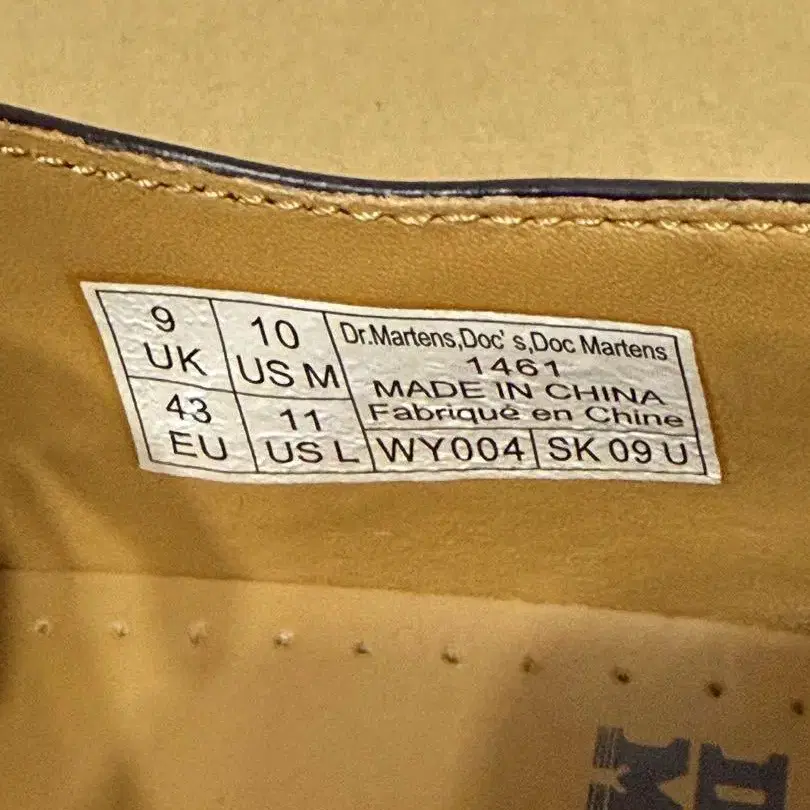 9
UK
10
US M
43
EU
11
US L
Dr.Martens,Doc's,Doc Martens
1461
MADE IN CHINA
Fabriqué en Chine
WY004
SK 09 U